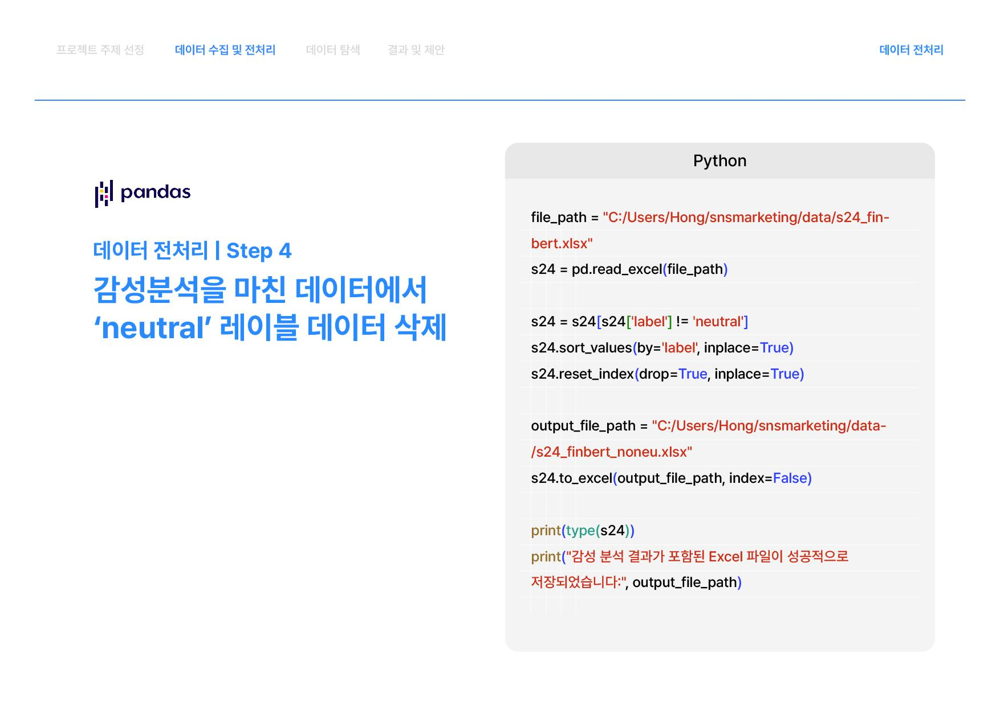 프로젝트 주제 선정 데이터 수집 및 전처리 데이터 탐색 결과 및 제안 데이터 전처리
pandas
데이터 전처리 | Step 4
감성분석을 마친 데이터에서
‘neutral’ 레이블 데이터 삭제
Python
file_path = "C:/Users/Hong/snsmarketing/data/s24_fin-
bert.xlsx"
s24 = pd.read_excel(file_path)
s24 = s24[s24['label'] != 'neutral']
s24.sort_values(by='label', inplace=True)
s24.reset_index(drop=True, inplace=True)
output_file_path = "C:/Users/Hong/snsmarketing/data-
/s24_finbert_noneu.xlsx"
s24.to_excel(output_file_path, index=False)
print(type(s24))
print("감성 분석 결과가 포함된 Excel 파일이 성공적으로
저장되었습니다:", output_file_path)